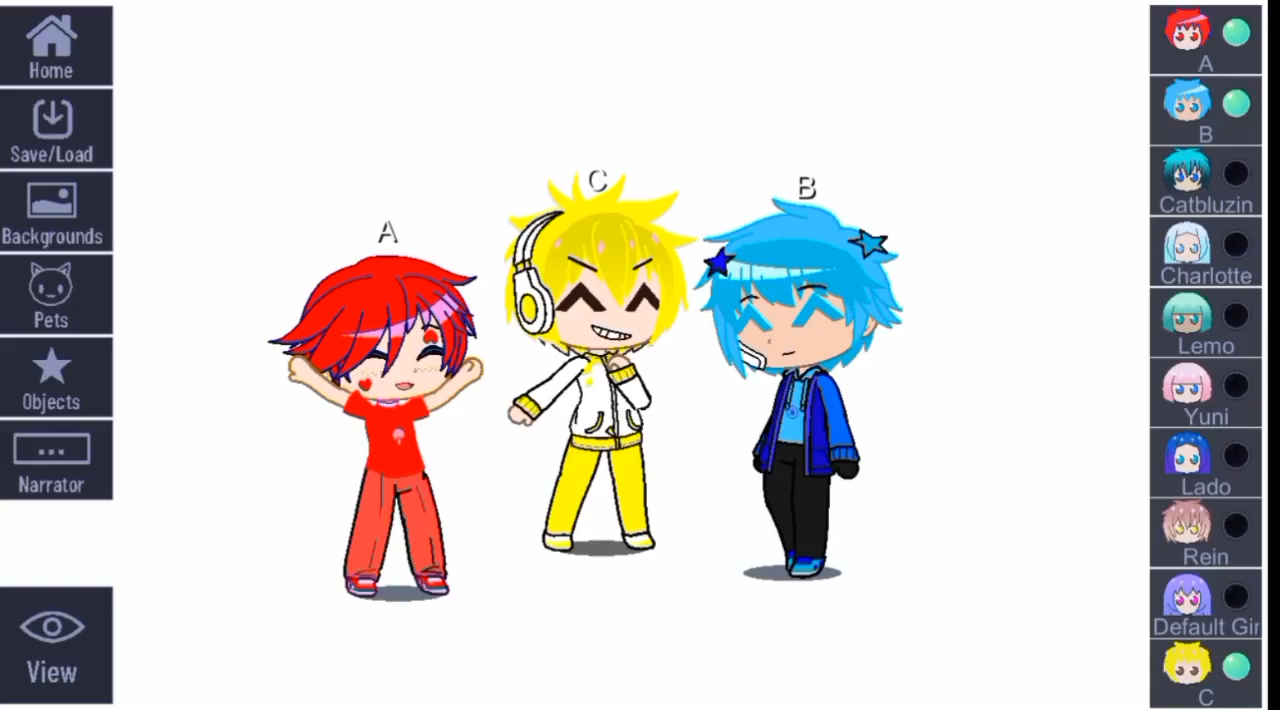 Home
Save/Load
Backgrounds
Pets
Objects
Narrator
View
A
C
B
A
B
Catbluzin
Charlotte
Lemo
Yuni
Lado
Rein
Default Gir
C